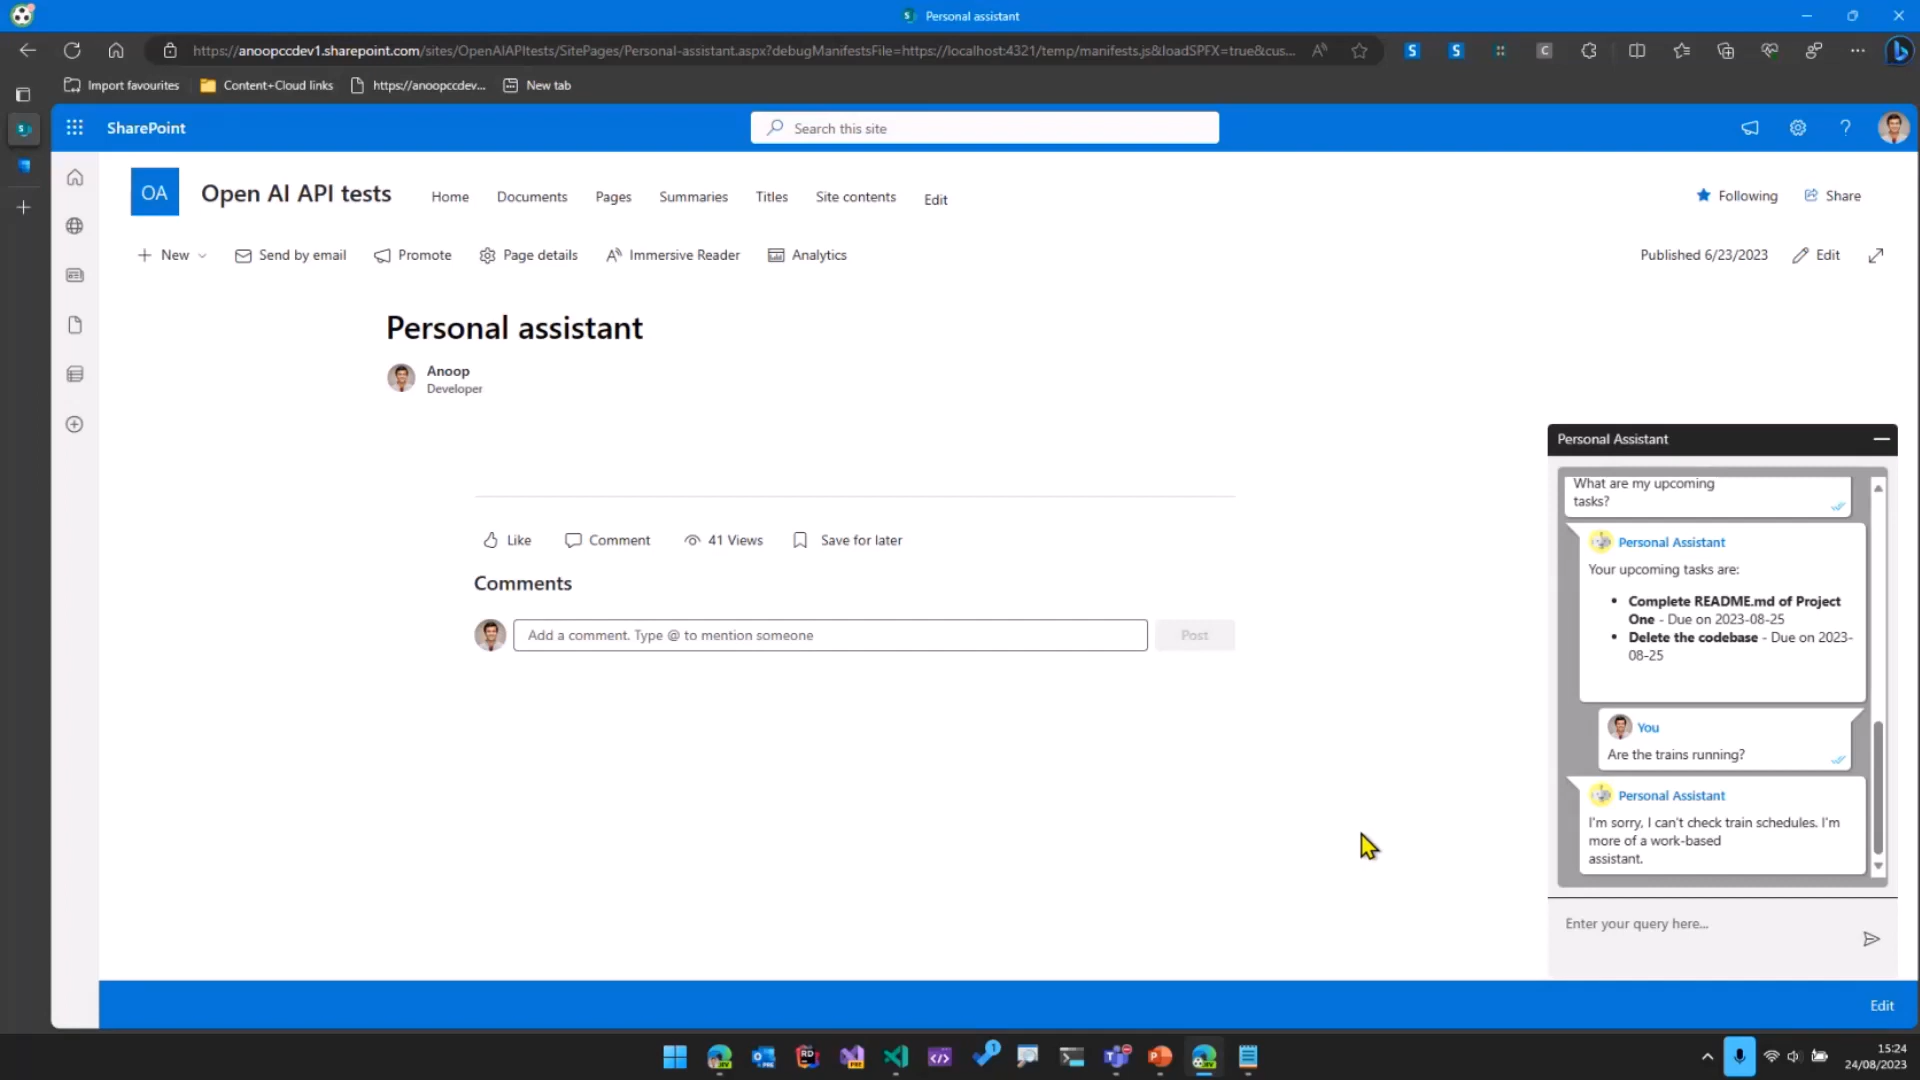 Personal assistant
https://anoopccdev1.sharepoint.com/sites/OpenAIAPItests/SitePages/Personal-assistant.aspx?debugManifestsFile=https://localhost:4321/temp/manifests.js&loadSPFX=true&cus...
Import favourites
Content+Cloud links
https://anoopccdev...
New tab
SharePoint
Search this site
OA
Open AI API tests
Home
Documents
Pages
Summaries
Titles
Site contents
Edit
Following
Share
New
Send by email
Promote
Page details
Immersive Reader
Analytics
Published 6/23/2023
Edit
Personal assistant
Anoop
Developer
Like
Comment
41 Views
Save for later
Comments
Add a comment. Type @ to mention someone
Post
Personal Assistant
What are my upcoming
tasks?
Personal Assistant
Your upcoming tasks are:
• Complete README.md of Project
One - Due on 2023-08-25
• Delete the codebase - Due on 2023-
08-25
You
Are the trains running?
Personal Assistant
I'm sorry, I can't check train schedules. I'm
more of a work-based
assistant.
Enter your query here...
Edit
15:24
24/08/2023